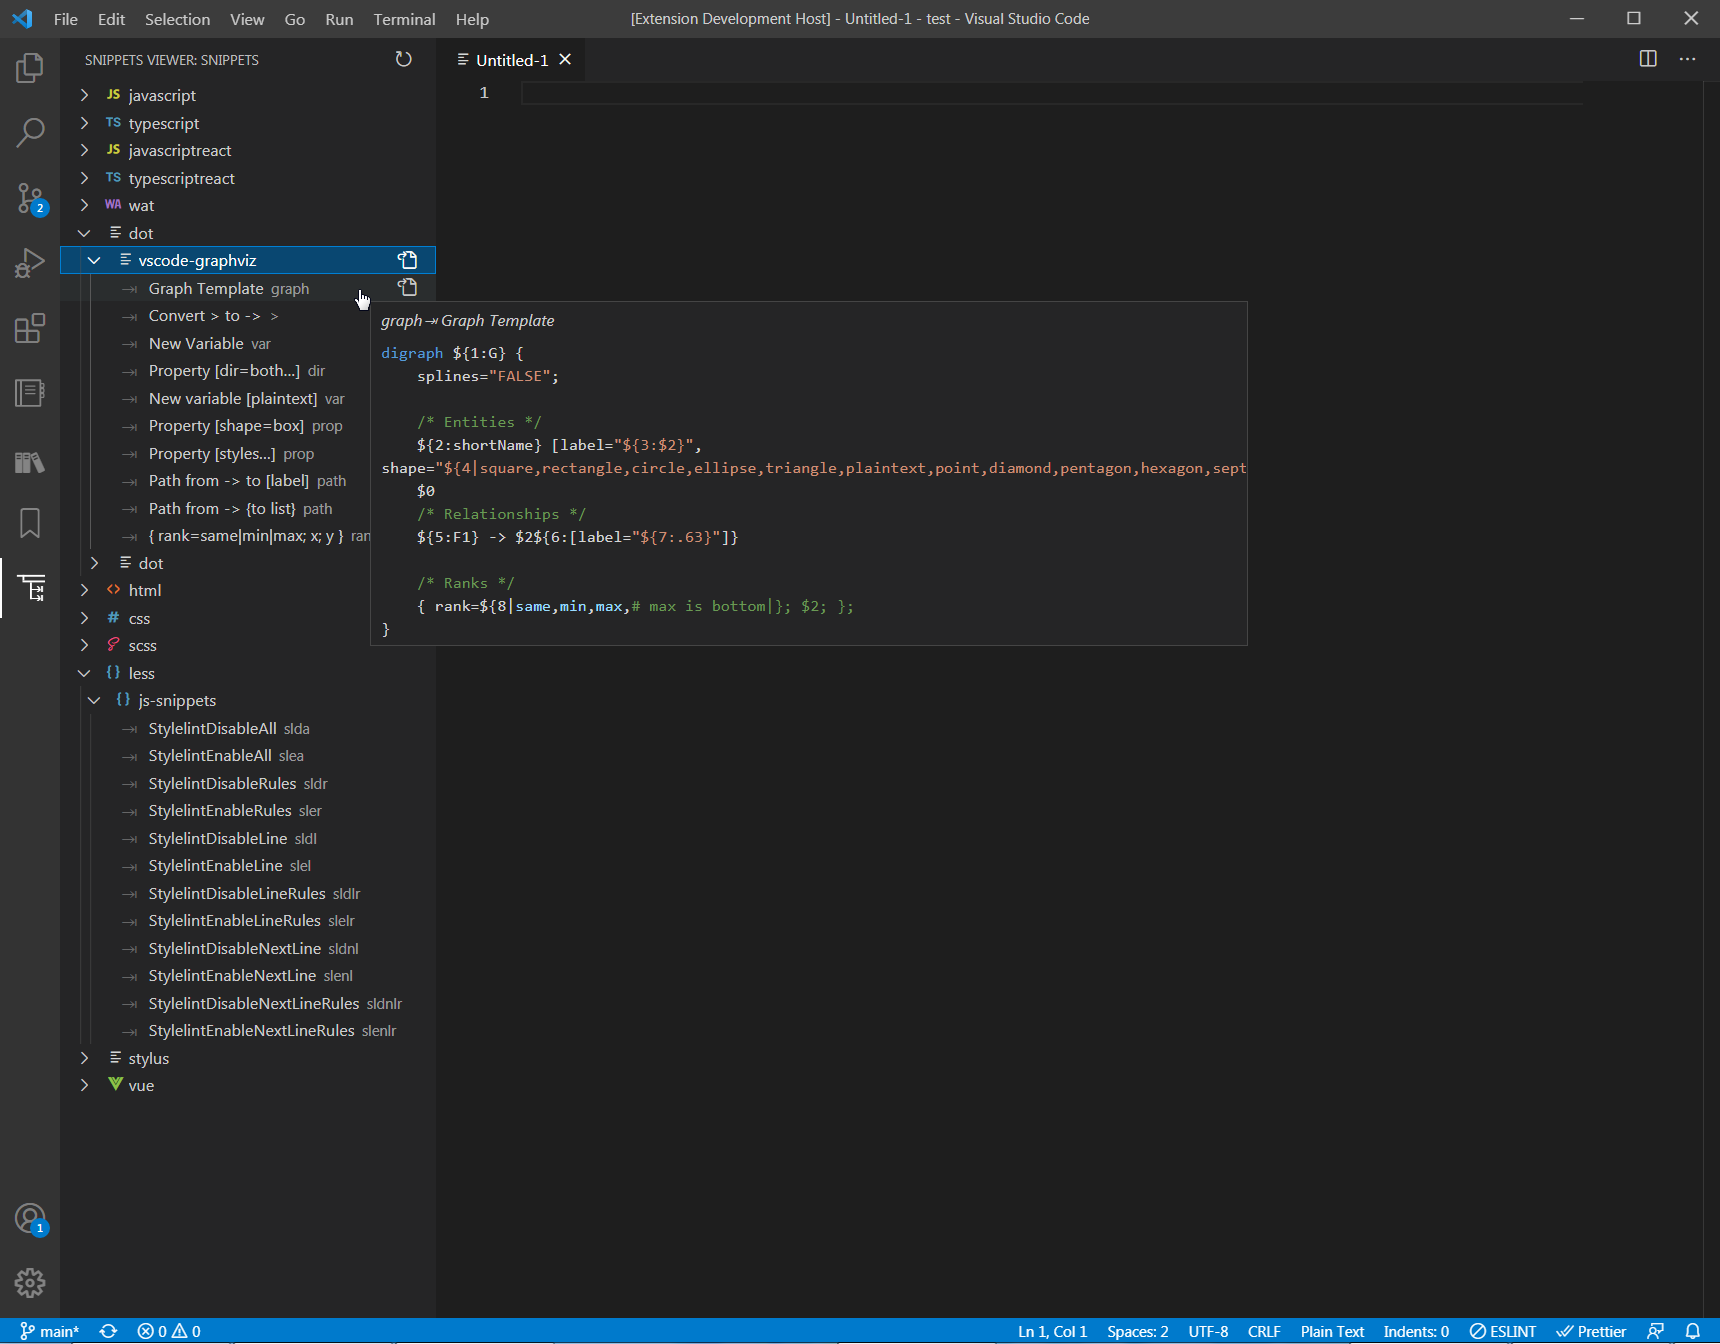 File Edit Selection View Go Run Terminal Help [Extension Development Host] - Untitled-1 - test - Visual Studio Code
SNIPPETS VIEWER: SNIPPETS
Untitled-1
1
JS javascript
TS typescript
JS javascriptreact
TS typescriptreact
WA wat
2
dot
vscode-graphviz
Graph Template graph
Convert > to -> >
New Variable var
Property [dir=both...] dir
New variable [plaintext] var
Property [shape=box] prop
Property [styles...] prop
Path from -> to [label] path
Path from -> {to list} path
{ rank=same|min|max; x; y } ran
dot
html
# css
scss
{} less
{} js-snippets
StylelintDisableAll slda
StylelintEnableAll slea
StylelintDisableRules sldr
StylelintEnableRules sler
StylelintDisableLine sldl
StylelintEnableLine slel
StylelintDisableLineRules sldlr
StylelintEnableLineRules slelr
StylelintDisableNextLine sldnl
StylelintEnableNextLine slenl
StylelintDisableNextLineRules sldnlr
StylelintEnableNextLineRules slenlr
stylus
vue
graph⇥Graph Template
digraph ${1:G} {
splines="FALSE";
/* Entities */
${2:shortName} [label="${3:$2}",
shape="${4|square,rectangle,circle,ellipse,triangle,plaintext,point,diamond,pentagon,hexagon,sept
$0
/* Relationships */
${5:F1} -> $2${6:[label="${7:.63}"]}
/* Ranks */
{ rank=${8|same,min,max,# max is bottom|}; $2; };
}
1
main* 0 0 Ln 1, Col 1 Spaces: 2 UTF-8 CRLF Plain Text Indents: 0 ESLINT Prettier